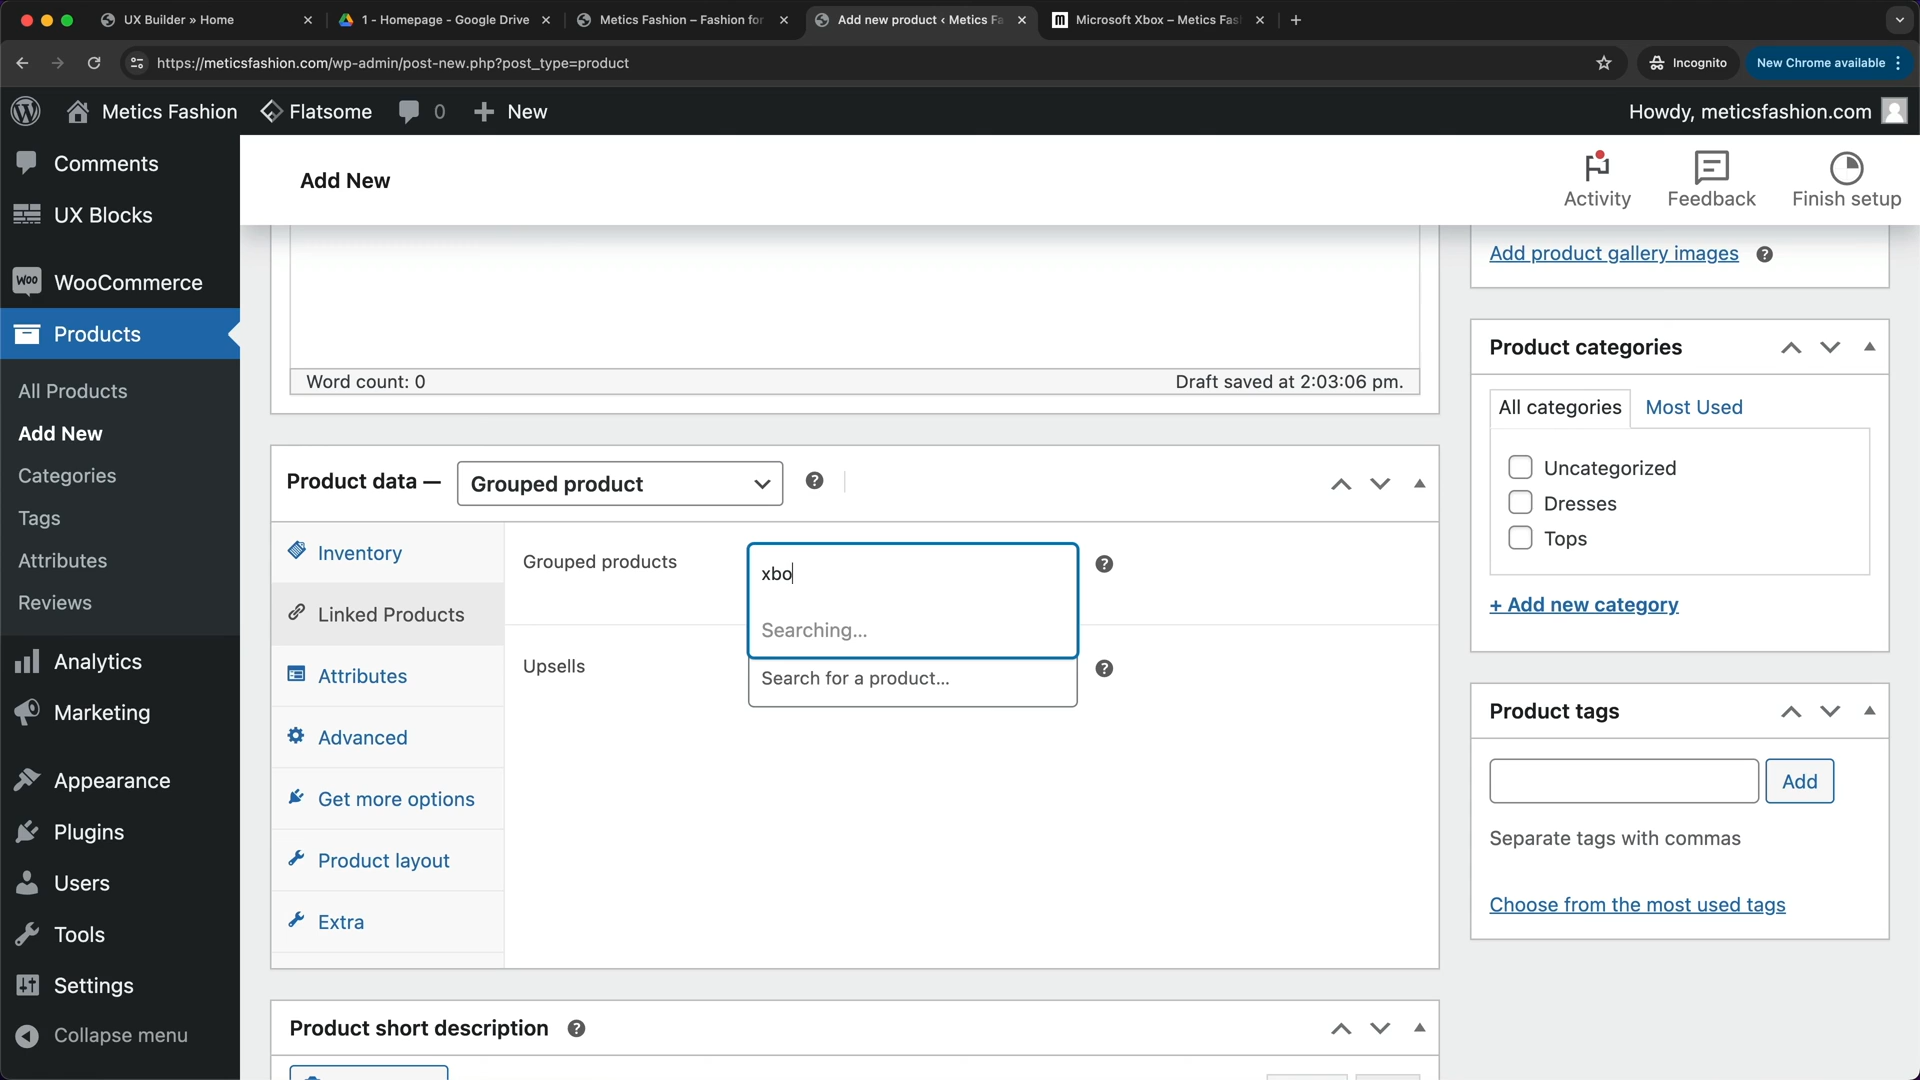 UX Builder » Home
1 - Homepage - Google Drive
Metics Fashion – Fashion for
Add new product ‹ Metics Fa
Microsoft Xbox – Metics Fas
https://meticsfashion.com/wp-admin/post-new.php?post_type=product
Incognito
New Chrome available
Metics Fashion
Flatsome
0
New
Howdy, meticsfashion.com
Comments
UX Blocks
WooCommerce
Products
All Products
Add New
Categories
Tags
Attributes
Reviews
Analytics
Marketing
Appearance
Plugins
Users
Tools
Settings
Collapse menu
Add New
Activity
Feedback
Finish setup
Word count: 0
Draft saved at 2:03:06 pm.
Product data —
Grouped product
Inventory
Linked Products
Attributes
Advanced
Get more options
Product layout
Extra
Grouped products
xbo
Searching…
Upsells
Search for a product…
Product short description
Add product gallery images
Product categories
All categories
Most Used
Uncategorized
Dresses
Tops
+ Add new category
Product tags
Add
Separate tags with commas
Choose from the most used tags